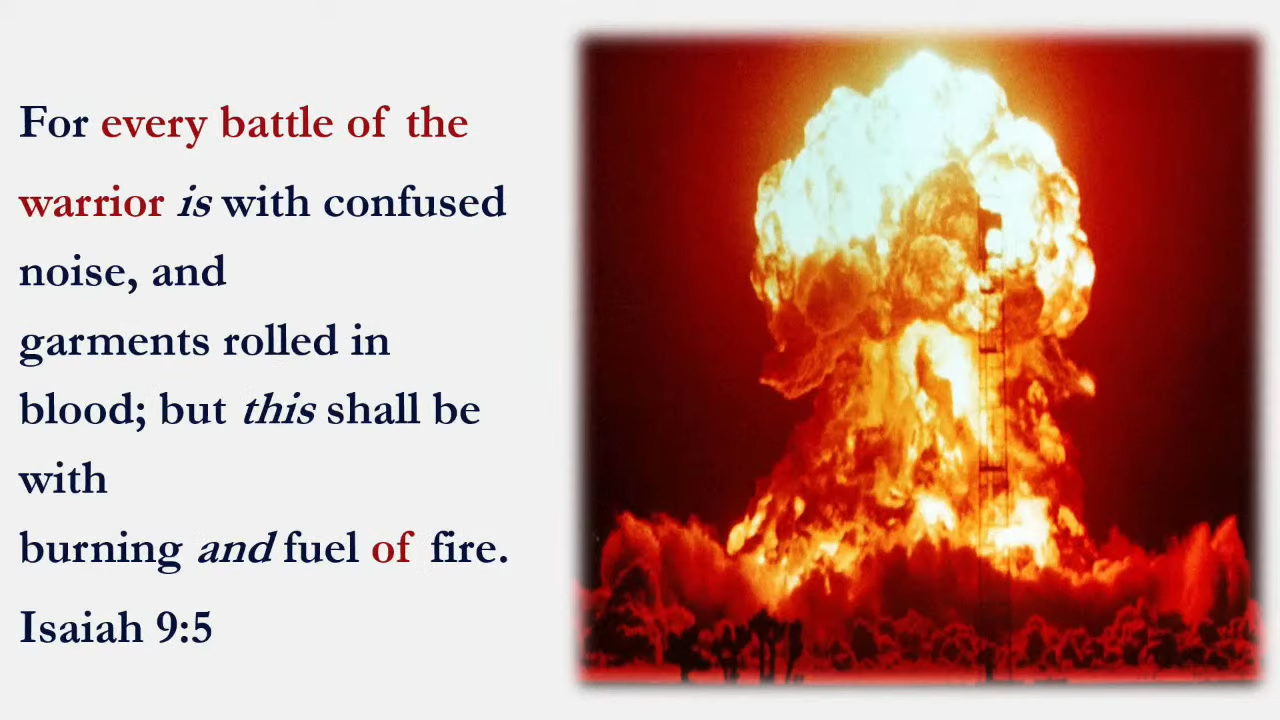 For every battle of the
warrior is with confused
noise, and
garments rolled in
blood; but this shall be
with
burning and fuel of fire.
Isaiah 9:5